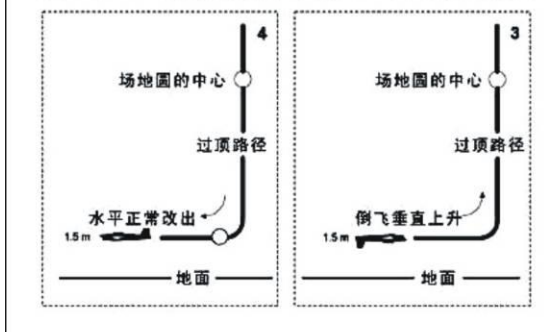 4
场地圆的中心
过顶路径
水平正常改出
1.5 m
地面
3
场地圆的中心
过顶路径
倒飞垂直上升
1.5 m
地面